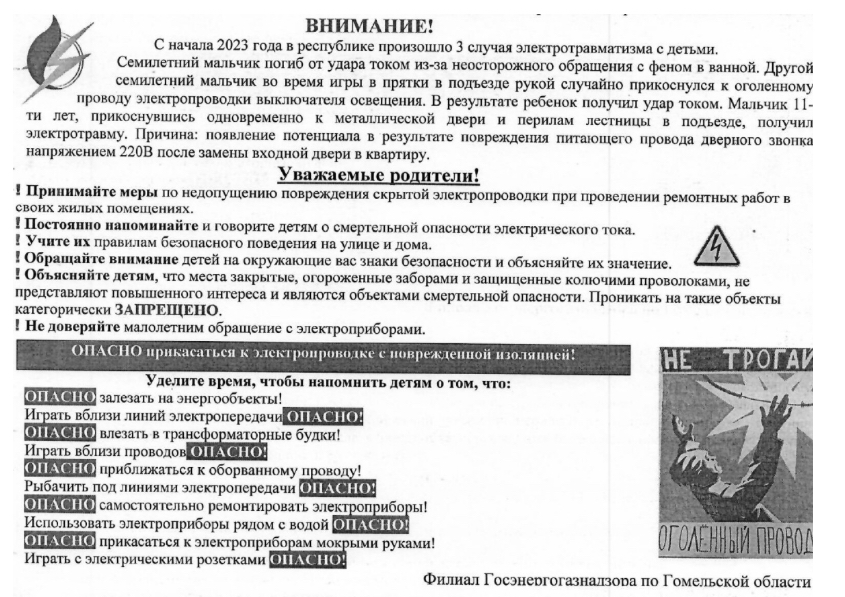 ВНИМАНИЕ!
С начала 2023 года в республике произошло 3 случая электротравматизма с детьми.
Семилетний мальчик погиб от удара током из-за неосторожного обращения с феном в ванной. Другой
семилетний мальчик во время игры в прятки в подъезде рукой случайно прикоснулся к оголенному
проводу электропроводки выключателя освещения. В результате ребенок получил удар током. Мальчик 11-
ти лет, прикоснувшись одновременно к металлической двери и перилам лестницы в подъезде, получил
электротравму. Причина: появление потенциала в результате повреждения питающего провода дверного звонка
напряжением 220В после замены входной двери в квартиру.
Уважаемые родители!
! Принимайте меры по недопущению повреждения скрытой электропроводки при проведении ремонтных работ в
своих жилых помещениях.
! Постоянно напоминайте и говорите детям о смертельной опасности электрического тока.
! Учите их правилам безопасного поведения на улице и дома.
! Обращайте внимание детей на окружающие вас знаки безопасности и объясняйте их значение.
! Объясняйте детям, что места закрытые, огороженные заборами и защищенные колючими проволоками, не
представляют повышенного интереса и являются объектами смертельной опасности. Проникать на такие объекты
категорически ЗАПРЕЩЕНО.
! Не доверяйте малолетним обращение с электроприборами.
ОПАСНО прикасаться к электропроводке с поврежденной изоляцией!
Уделите время, чтобы напомнить детям о том, что:
ОПАСНО залезать на энергообъекты!
Играть вблизи линий электропередачи ОПАСНО!
ОПАСНО влезать в трансформаторные будки!
Играть вблизи проводов ОПАСНО!
ОПАСНО приближаться к оборванному проводу!
Рыбачить под линиями электропередачи ОПАСНО!
ОПАСНО самостоятельно ремонтировать электроприборы!
Использовать электроприборы рядом с водой ОПАСНО!
ОПАСНО прикасаться к электроприборам мокрыми руками!
Играть с электрическими розетками ОПАСНО!
НЕ ТРОГАЙ
ОГОЛЁННЫЙ ПРОВОД
Филиал Госэнергогазнадзора по Гомельской области